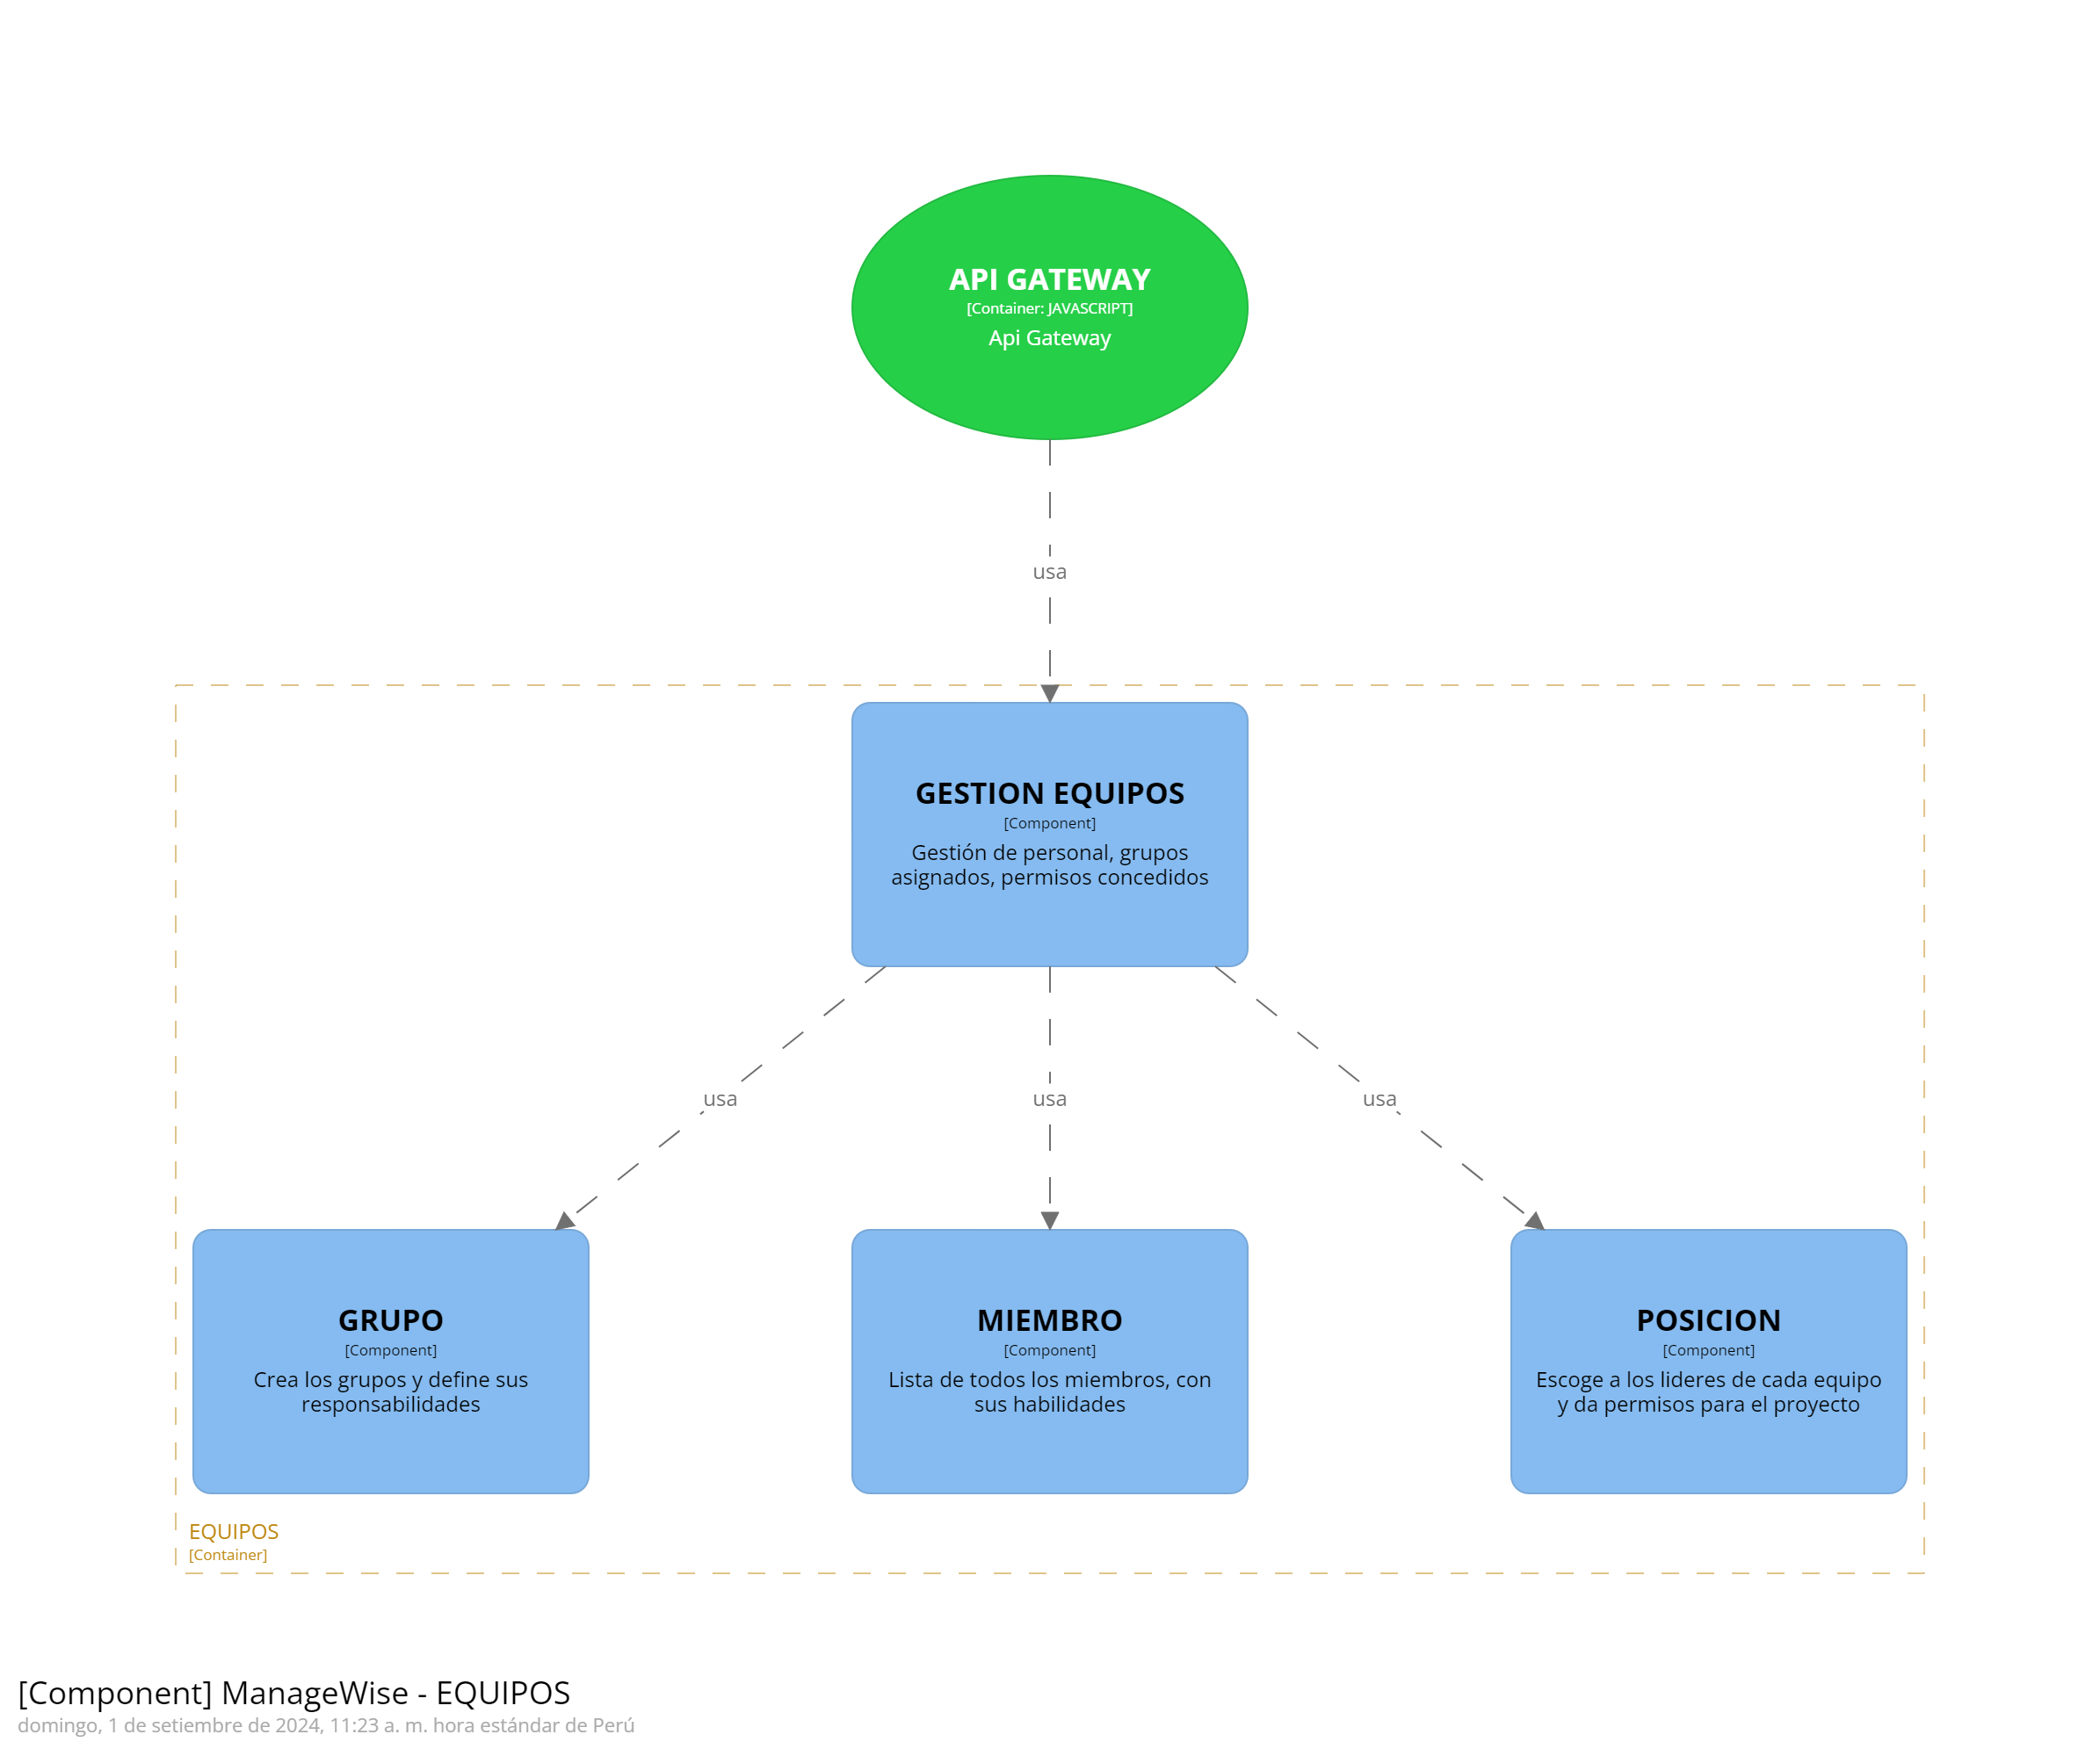 API GATEWAY
[Container: JAVASCRIPT]
Api Gateway
usa
GESTION EQUIPOS
[Component]
Gestión de personal, grupos
asignados, permisos concedidos
usa
usa
usa
GRUPO
[Component]
Crea los grupos y define sus
responsabilidades
MIEMBRO
[Component]
Lista de todos los miembros, con
sus habilidades
POSICION
[Component]
Escoge a los lideres de cada equipo
y da permisos para el proyecto
EQUIPOS
[Container]
[Component] ManageWise - EQUIPOS
domingo, 1 de setiembre de 2024, 11:23 a. m. hora estándar de Perú